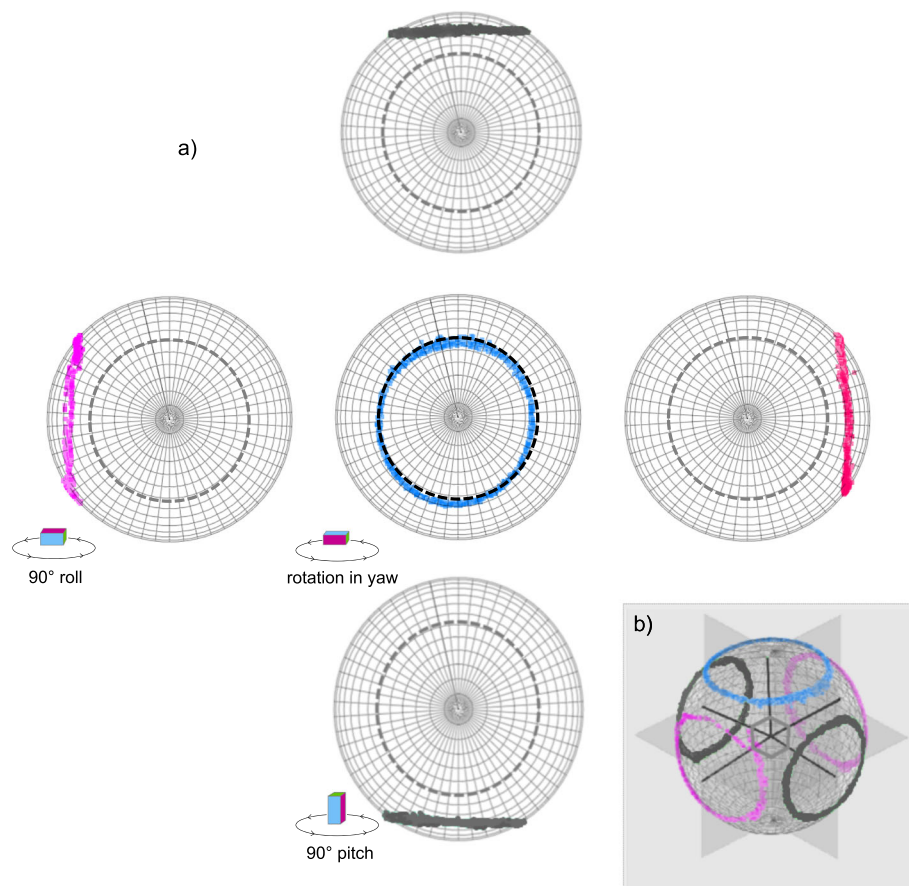 a)
90° roll
rotation in yaw
b)
90° pitch